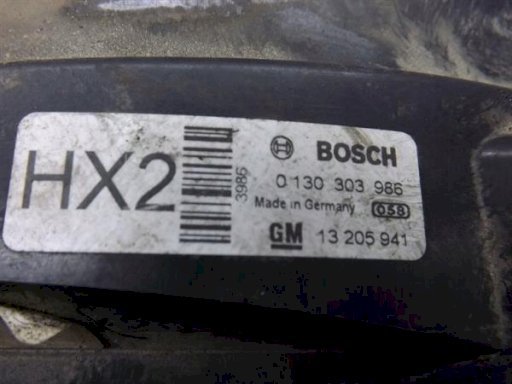 HX2
3986
BOSCH
0 130 303 986
Made in Germany 058
GM 13 205 941